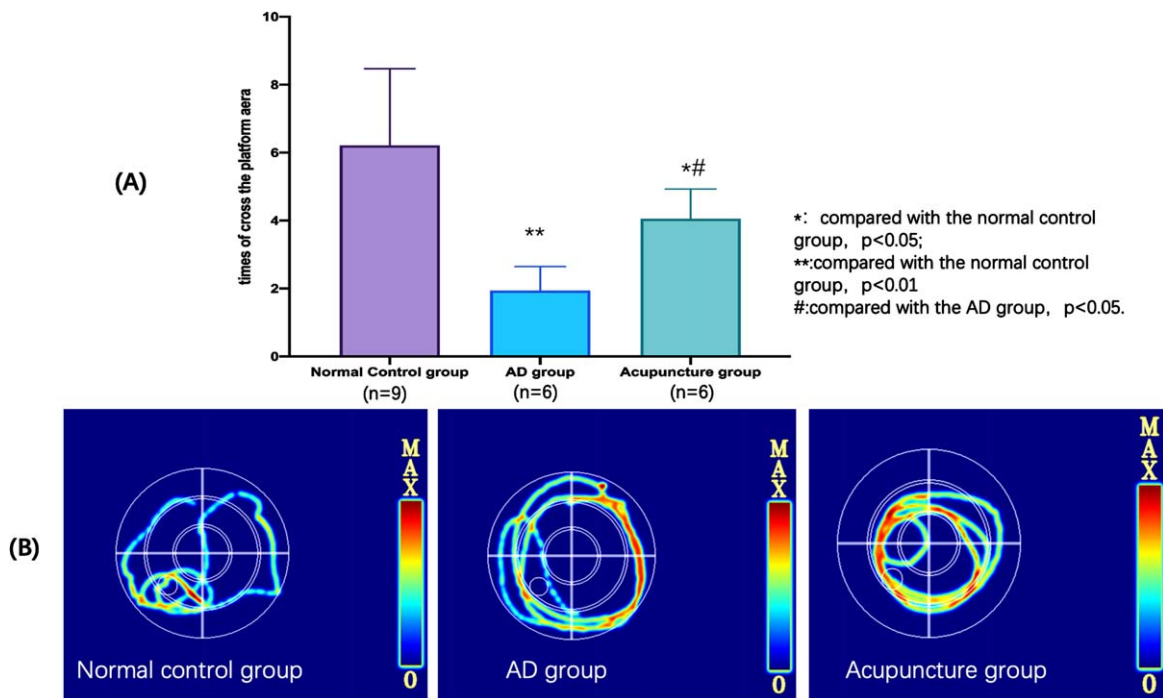 (A)
times of cross the platform aera
10
8
6
4
2
0
**
*#
Normal Control group
(n=9)
AD group
(n=6)
Acupuncture group
(n=6)
*： compared with the normal control
group， p<0.05;
**:compared with the normal control
group， p<0.01
#:compared with the AD group， p<0.05.
(B)
MAX
0
Normal control group
MAX
0
AD group
MAX
0
Acupuncture group